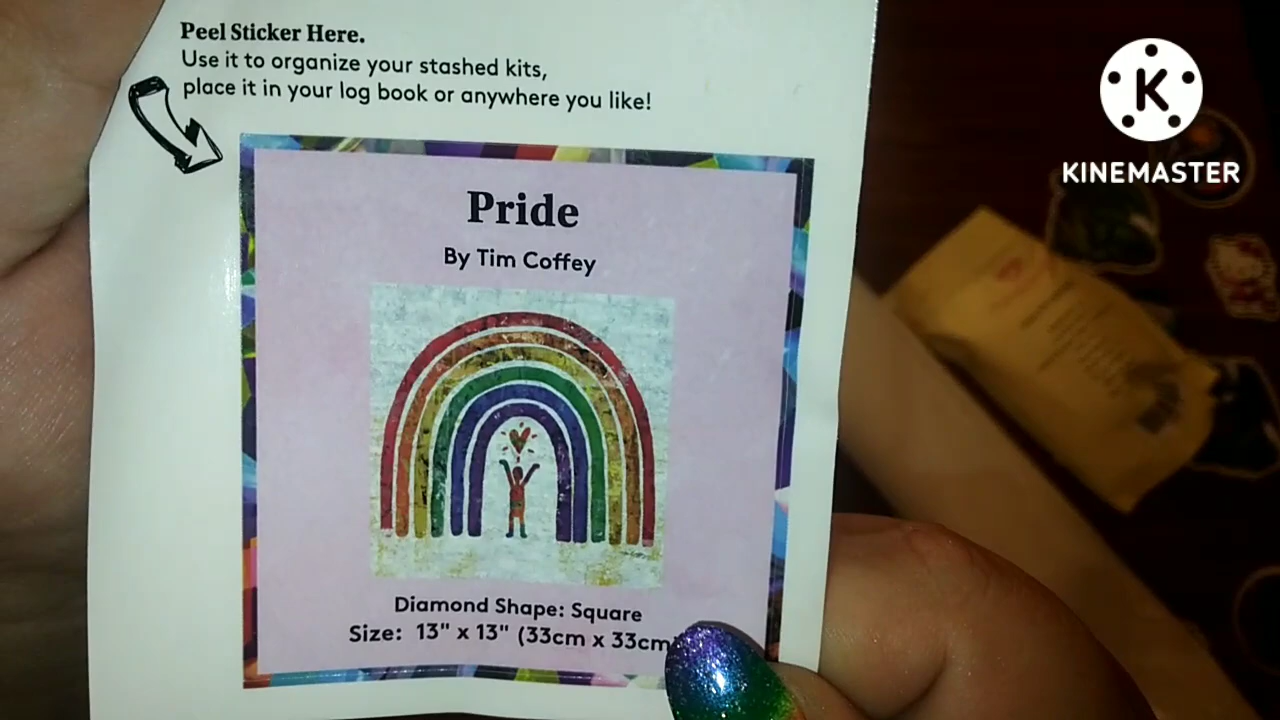 Peel Sticker Here.
Use it to organize your stashed kits,
place it in your log book or anywhere you like!
K
KINEMASTER
Pride
By Tim Coffey
Diamond Shape: Square
Size: 13" x 13" (33cm x 33cm